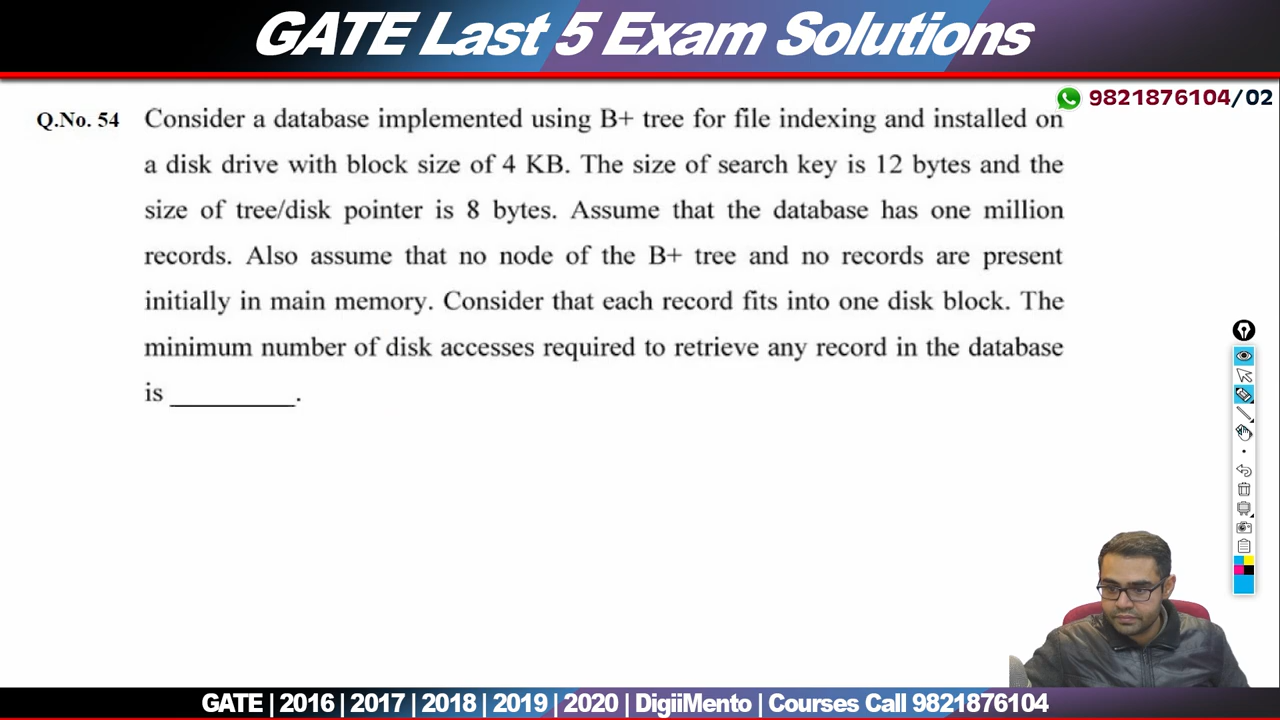 GATE Last 5 Exam Solutions
9821876104/02
Q.No. 54 Consider a database implemented using B+ tree for file indexing and installed on
a disk drive with block size of 4 KB. The size of search key is 12 bytes and the
size of tree/disk pointer is 8 bytes. Assume that the database has one million
records. Also assume that no node of the B+ tree and no records are present
initially in main memory. Consider that each record fits into one disk block. The
minimum number of disk accesses required to retrieve any record in the database
is __________.
GATE | 2016 | 2017 | 2018 | 2019 | 2020 | DigiiMento | Courses Call 9821876104